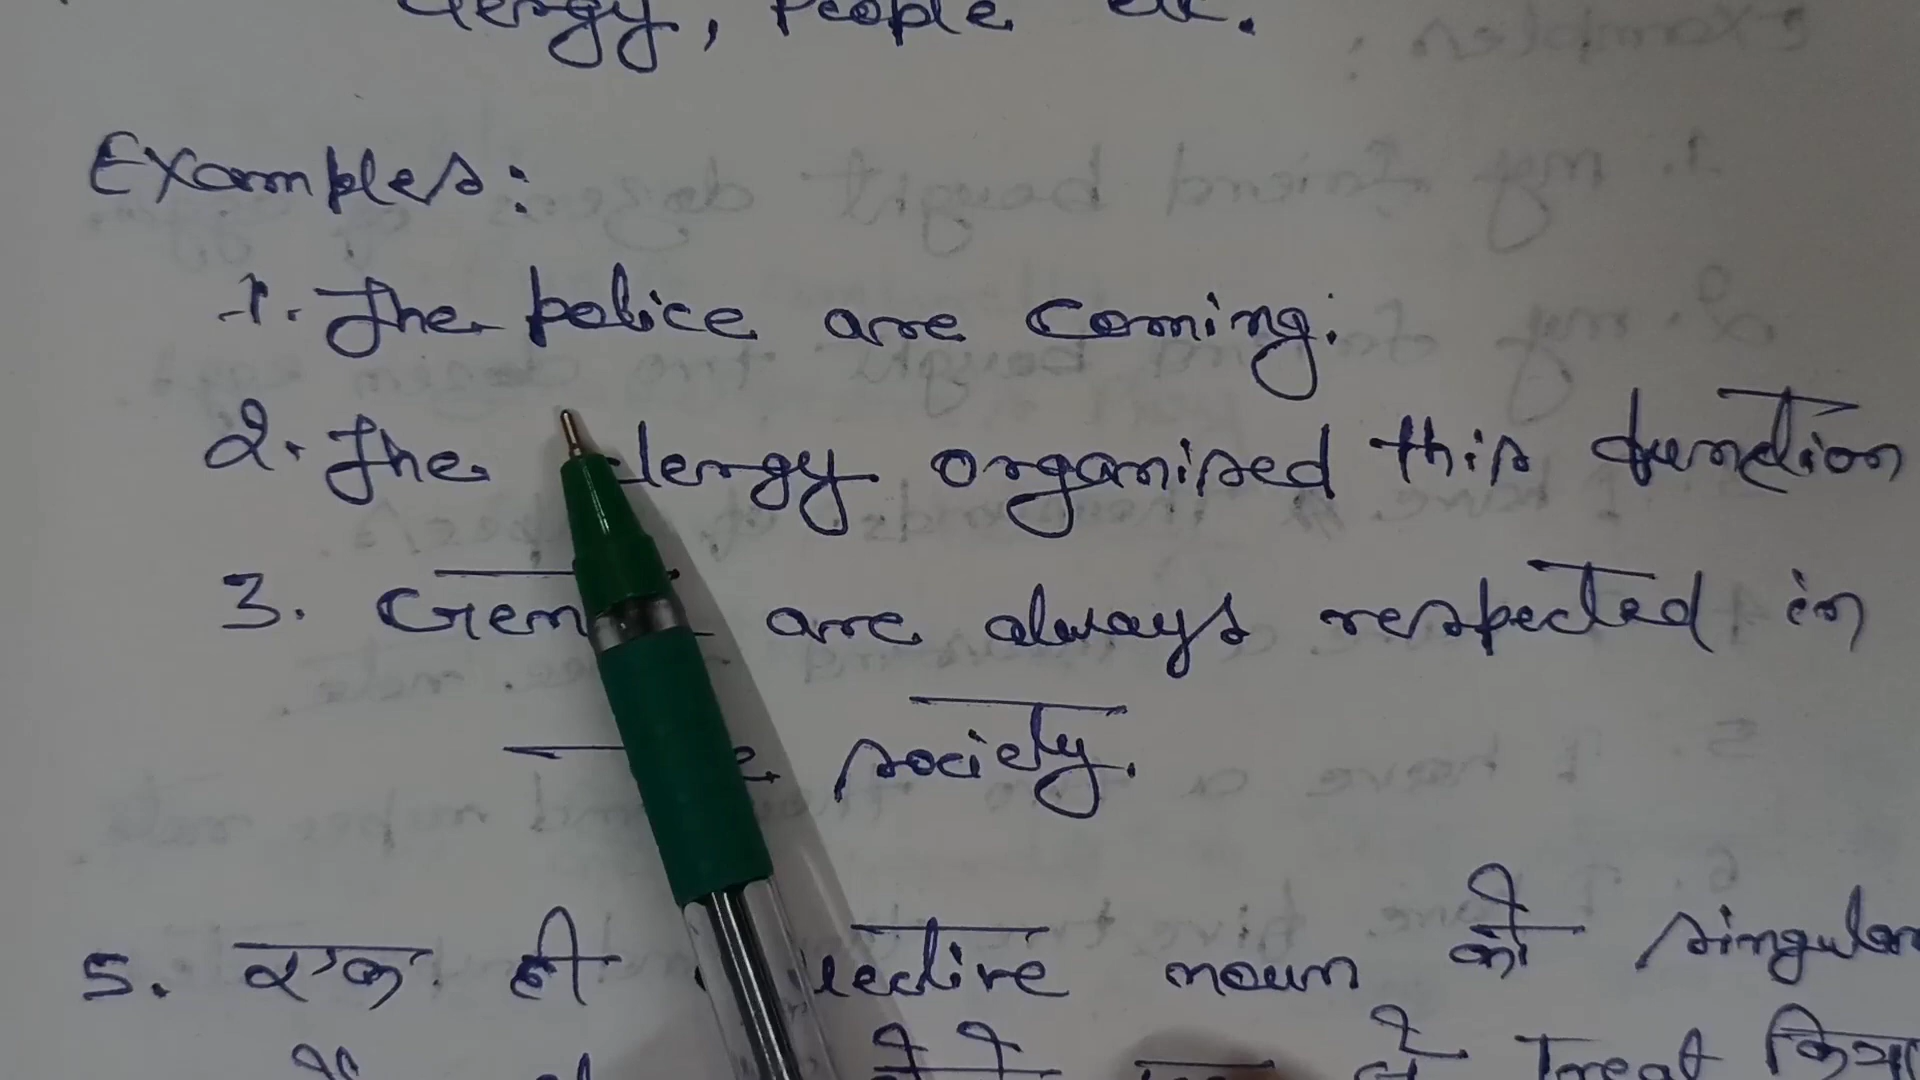 clergy, People etc.
Examples:
1. The police are coming.
2. The clergy organised this function
3. are always respected in
society.
5. एक ही collective noun को singular
Treat किया